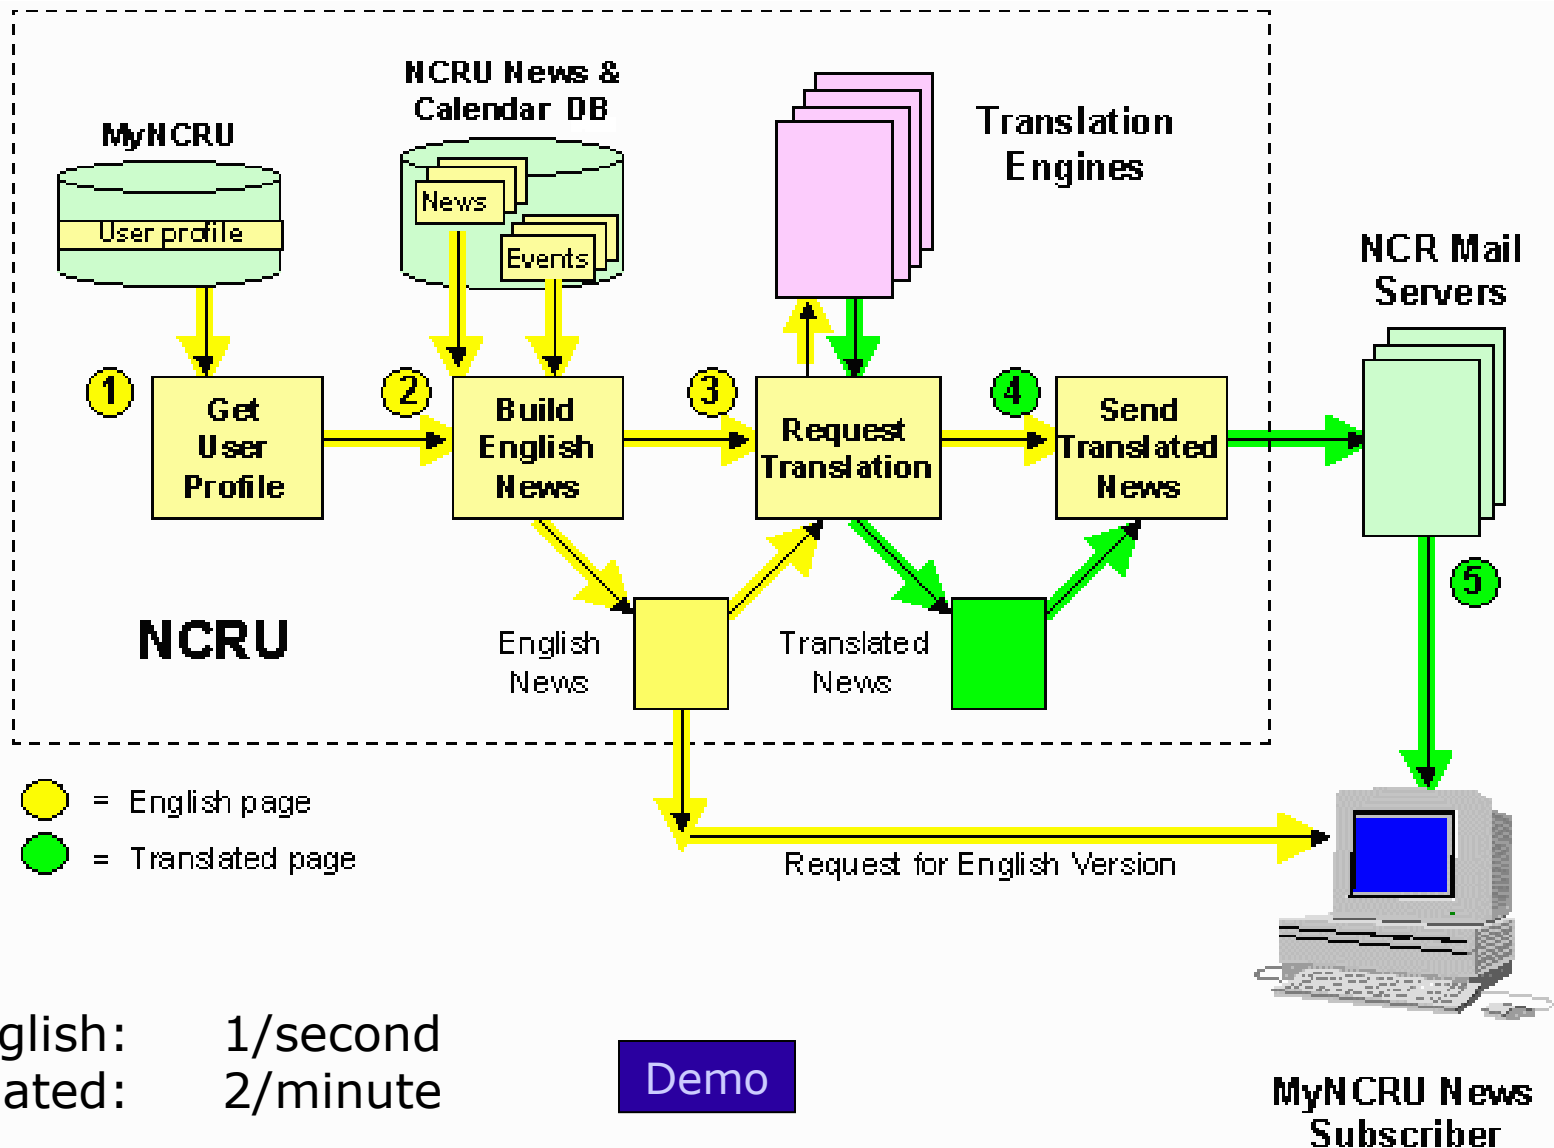 NCRU News &
Calendar DB
MyNCRU
User profile
News
Events
Translation
Engines
NCR Mail
Servers
1
Get
User
Profile
2
Build
English
News
3
Request
Translation
4
Send
Translated
News
5
NCRU
English
News
Translated
News
= English page
= Translated page
Request for English Version
glish: 1/second
ated: 2/minute
Demo
MyNCRU News
Subscriber